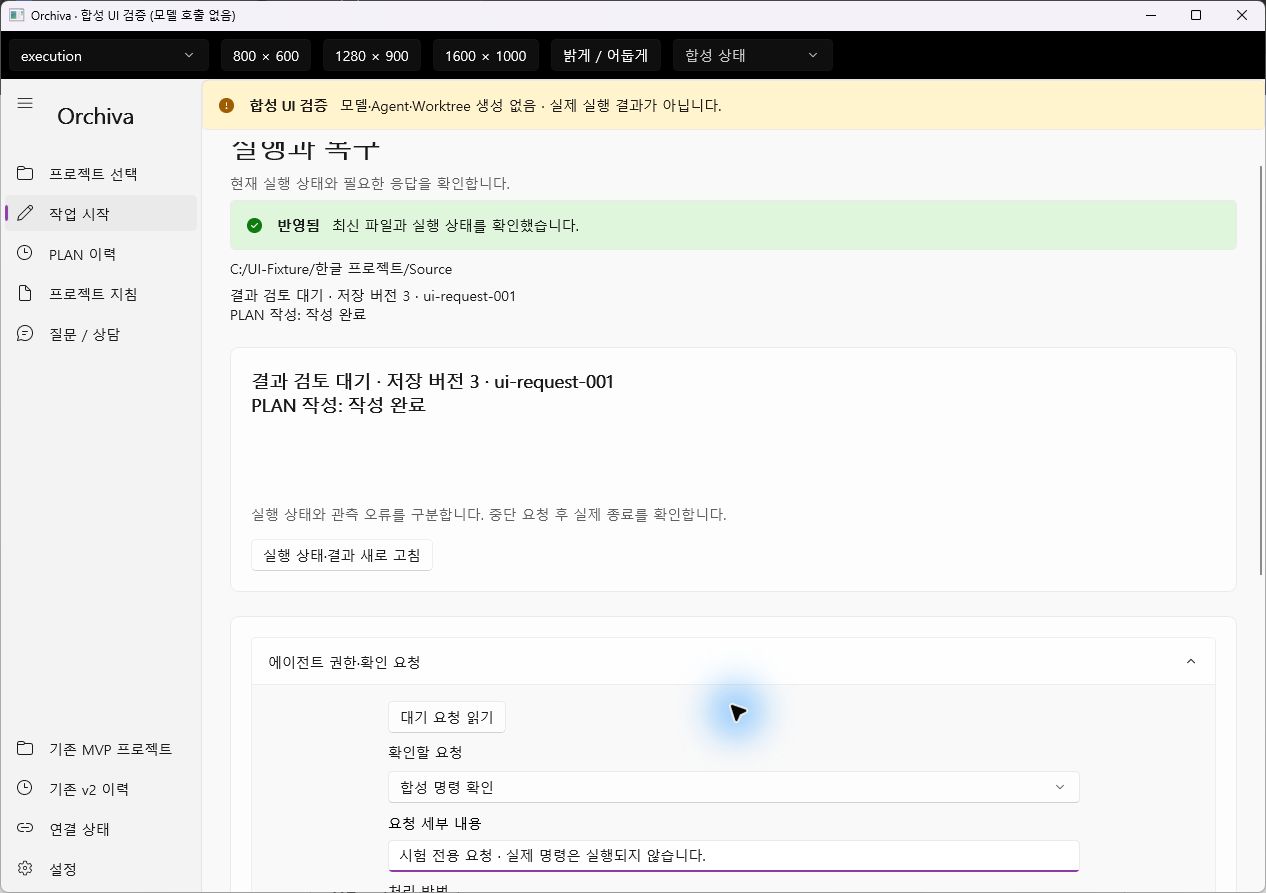 Orchiva · 합성 UI 검증 (모델 호출 없음)
execution
800 × 600
1280 × 900
1600 × 1000
밝게 / 어둡게
합성 상태
Orchiva
프로젝트 선택
작업 시작
PLAN 이력
프로젝트 지침
질문 / 상담
기존 MVP 프로젝트
기존 v2 이력
연결 상태
설정
합성 UI 검증 모델·Agent·Worktree 생성 없음 · 실제 실행 결과가 아닙니다.
실행과 복구
현재 실행 상태와 필요한 응답을 확인합니다.
반영됨 최신 파일과 실행 상태를 확인했습니다.
C:/UI-Fixture/한글 프로젝트/Source
결과 검토 대기 · 저장 버전 3 · ui-request-001
PLAN 작성: 작성 완료
결과 검토 대기 · 저장 버전 3 · ui-request-001
PLAN 작성: 작성 완료
실행 상태와 관측 오류를 구분합니다. 중단 요청 후 실제 종료를 확인합니다.
실행 상태·결과 새로 고침
에이전트 권한·확인 요청
대기 요청 읽기
확인할 요청
합성 명령 확인
요청 세부 내용
시험 전용 요청 · 실제 명령은 실행되지 않습니다.
처리 방법